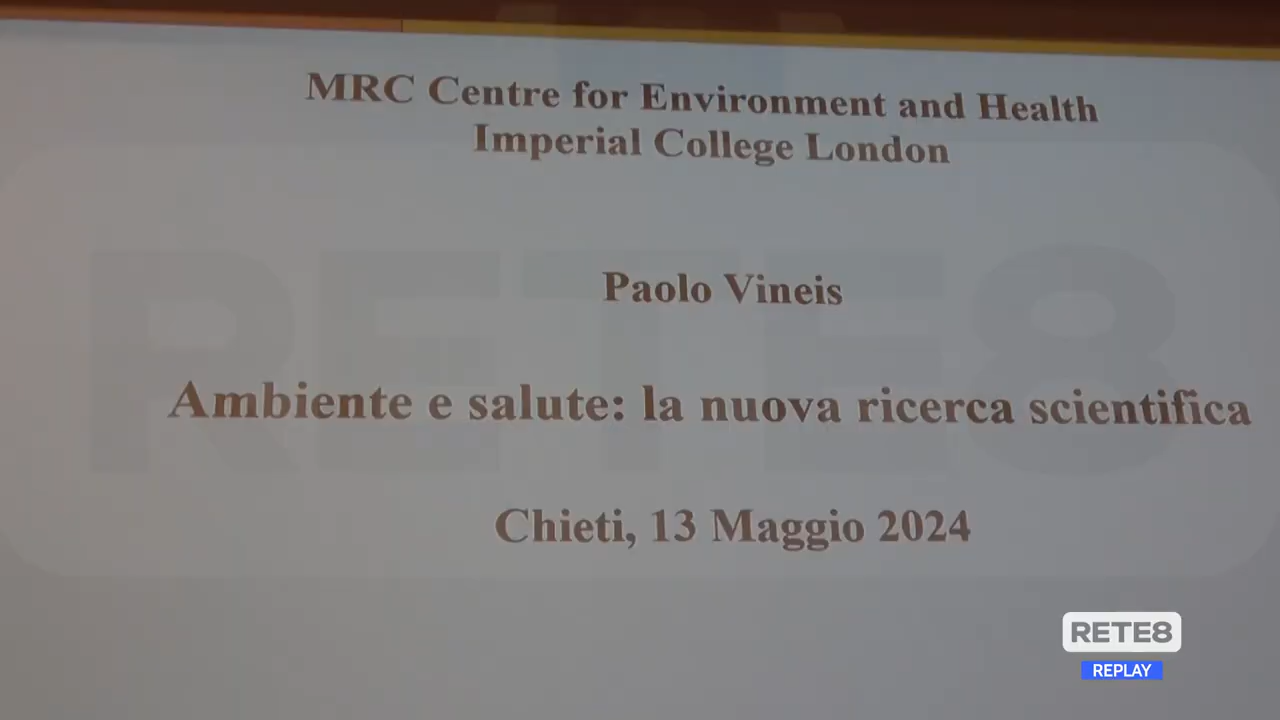 MRC Centre for Environment and Health
Imperial College London
Paolo Vineis
Ambiente e salute: la nuova ricerca scientifica
Chieti, 13 Maggio 2024
RETE8
RETE8
REPLAY